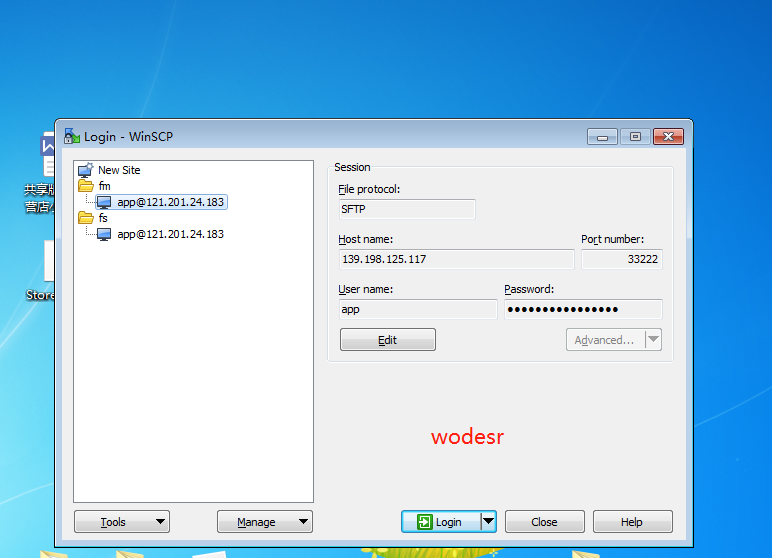 Login - WinSCP
New Site
fm
app@121.201.24.183
fs
app@121.201.24.183
Session
File protocol:
SFTP
Host name:
Port number:
139.198.125.117
33222
User name:
Password:
app
••••••••••••••••
Edit
Advanced...
wodesr
Tools
Manage
Login
Close
Help
共享
营店
Store